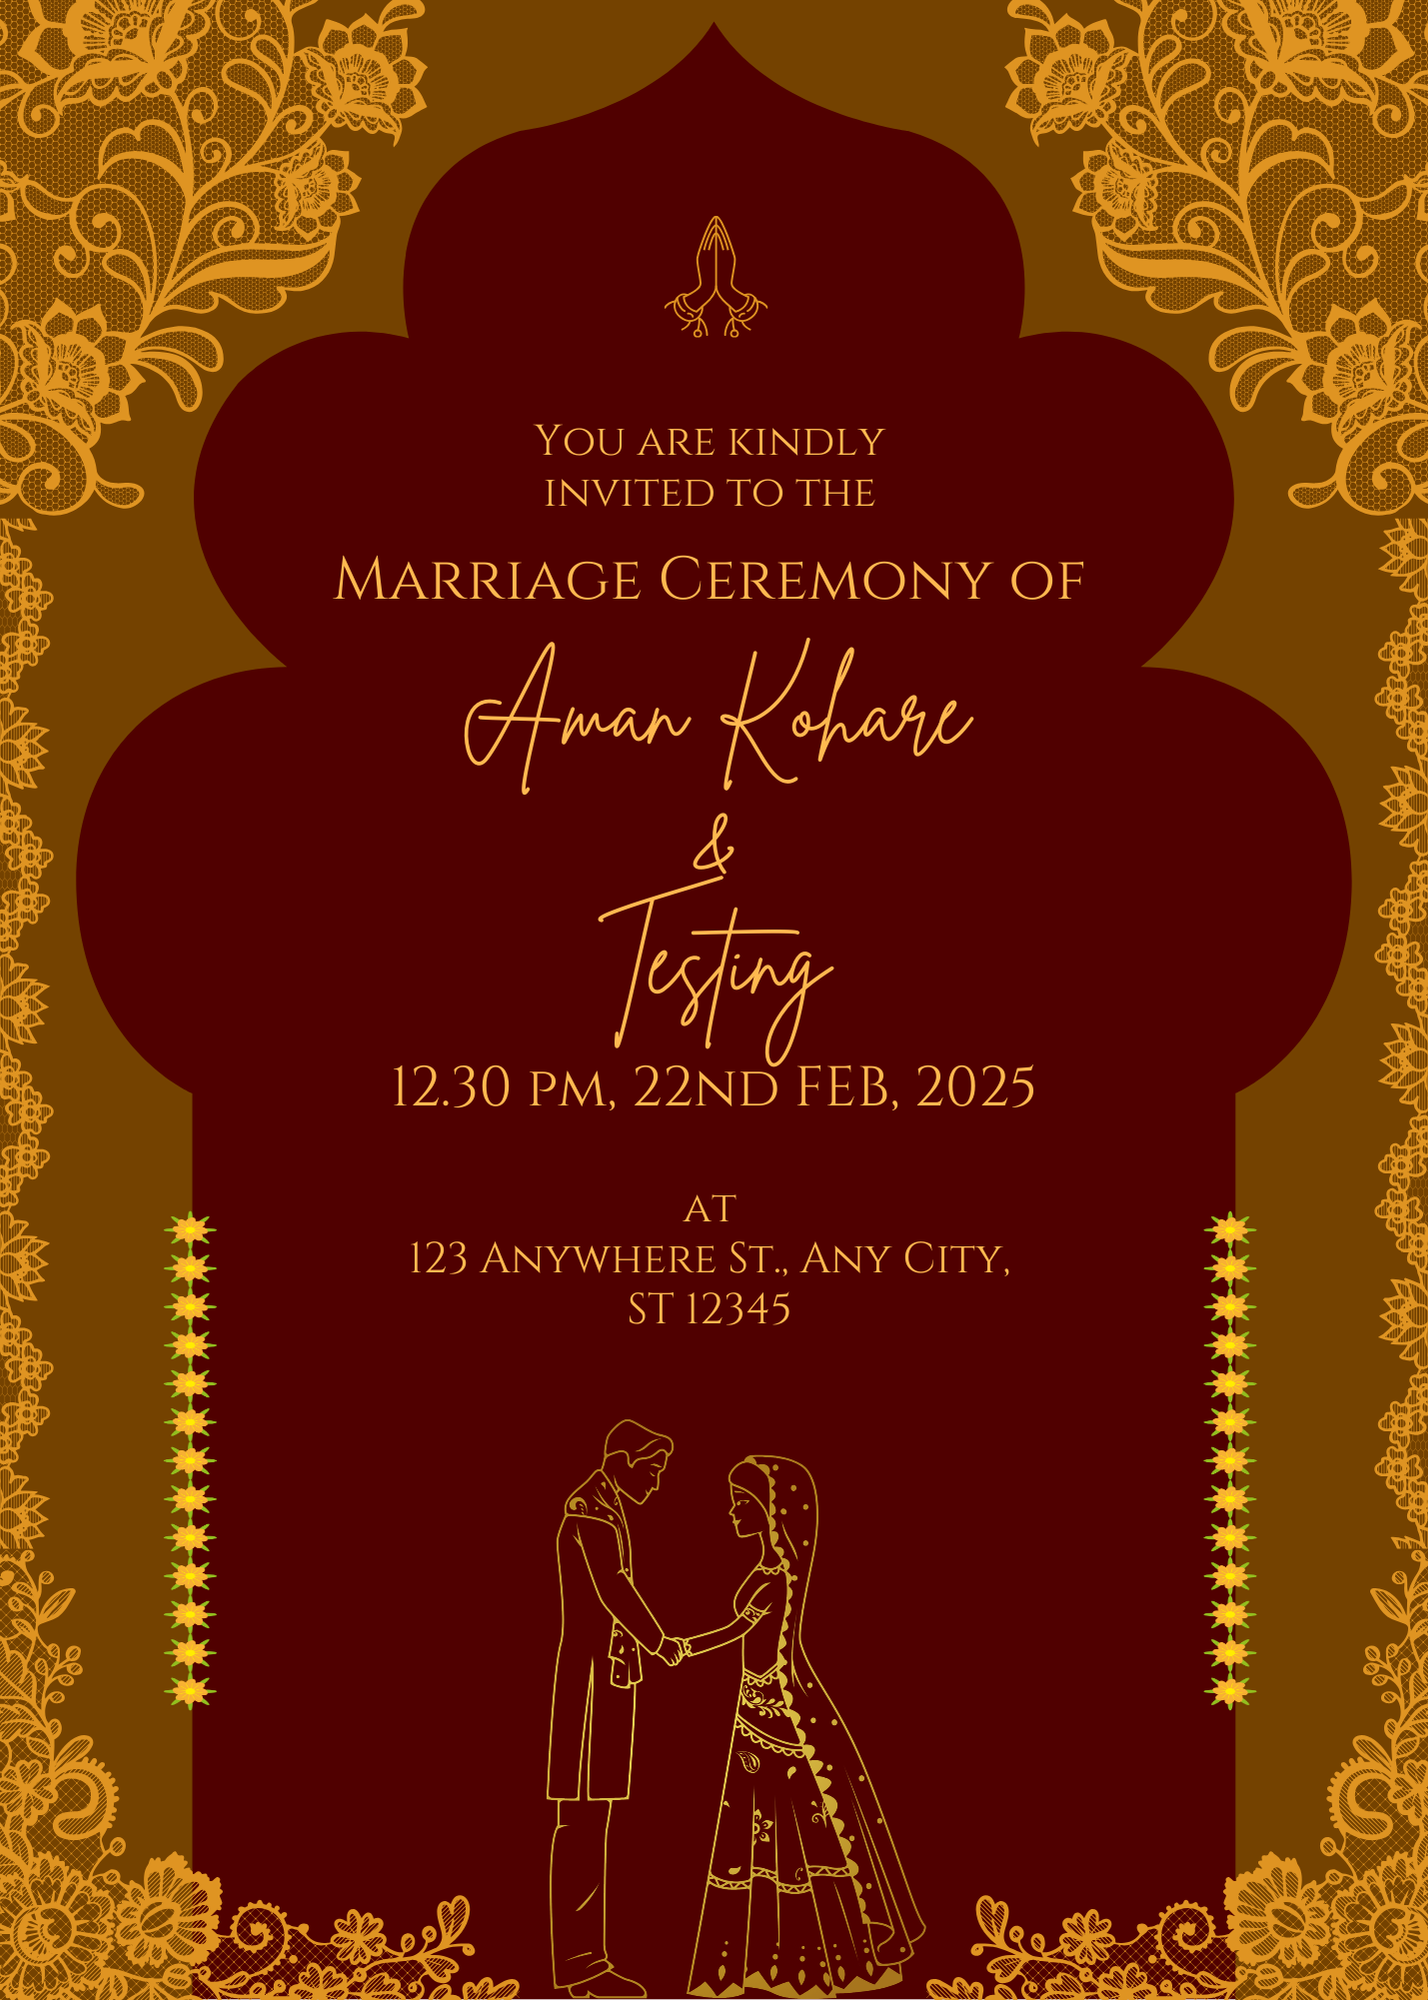 You are kindly
invited to the
Marriage Ceremony of
Aman Kohare
&
Testing
12.30 pm, 22nd FEB, 2025
at
123 Anywhere St., Any City,
ST 12345